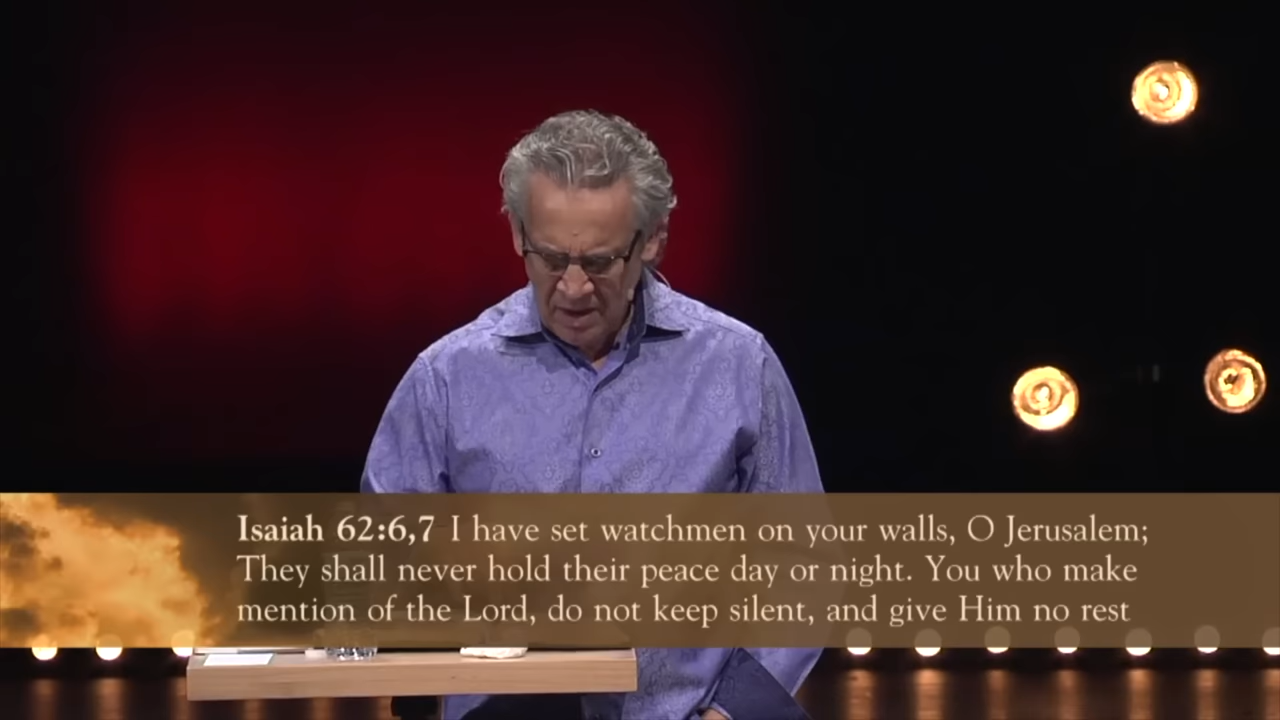 Isaiah 62:6,7 I have set watchmen on your walls, O Jerusalem;
They shall never hold their peace day or night. You who make
mention of the Lord, do not keep silent, and give Him no rest